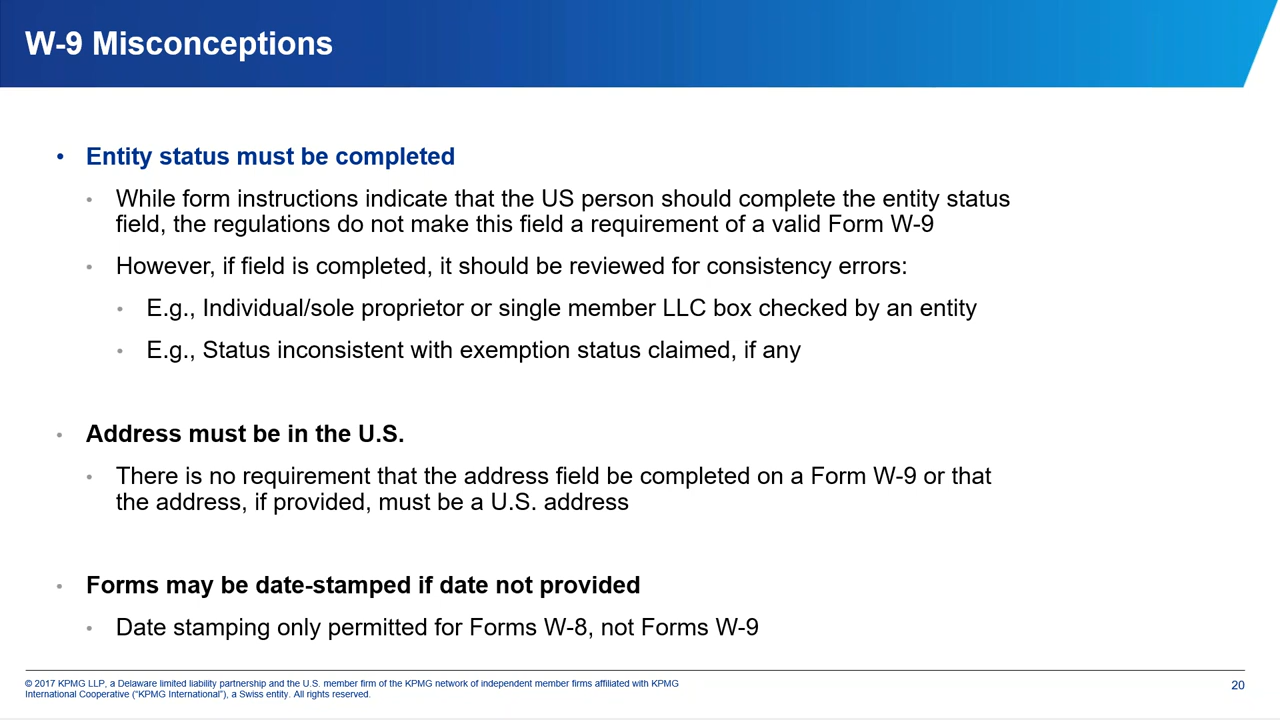 W-9 Misconceptions
• Entity status must be completed
• While form instructions indicate that the US person should complete the entity status
field, the regulations do not make this field a requirement of a valid Form W-9
• However, if field is completed, it should be reviewed for consistency errors:
• E.g., Individual/sole proprietor or single member LLC box checked by an entity
• E.g., Status inconsistent with exemption status claimed, if any
• Address must be in the U.S.
• There is no requirement that the address field be completed on a Form W-9 or that
the address, if provided, must be a U.S. address
• Forms may be date-stamped if date not provided
• Date stamping only permitted for Forms W-8, not Forms W-9
© 2017 KPMG LLP, a Delaware limited liability partnership and the U.S. member firm of the KPMG network of independent member firms affiliated with KPMG
International Cooperative (“KPMG International”), a Swiss entity. All rights reserved.
20